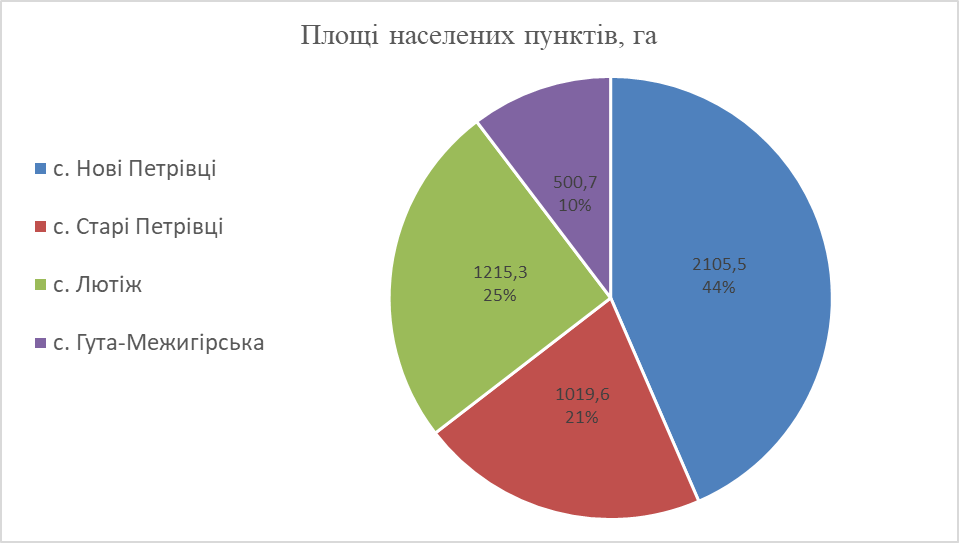 Площі населених пунктів, га
с. Нові Петрівці
с. Старі Петрівці
с. Лютіж
с. Гута-Межигірська
2105,5
44%
1019,6
21%
1215,3
25%
500,7
10%